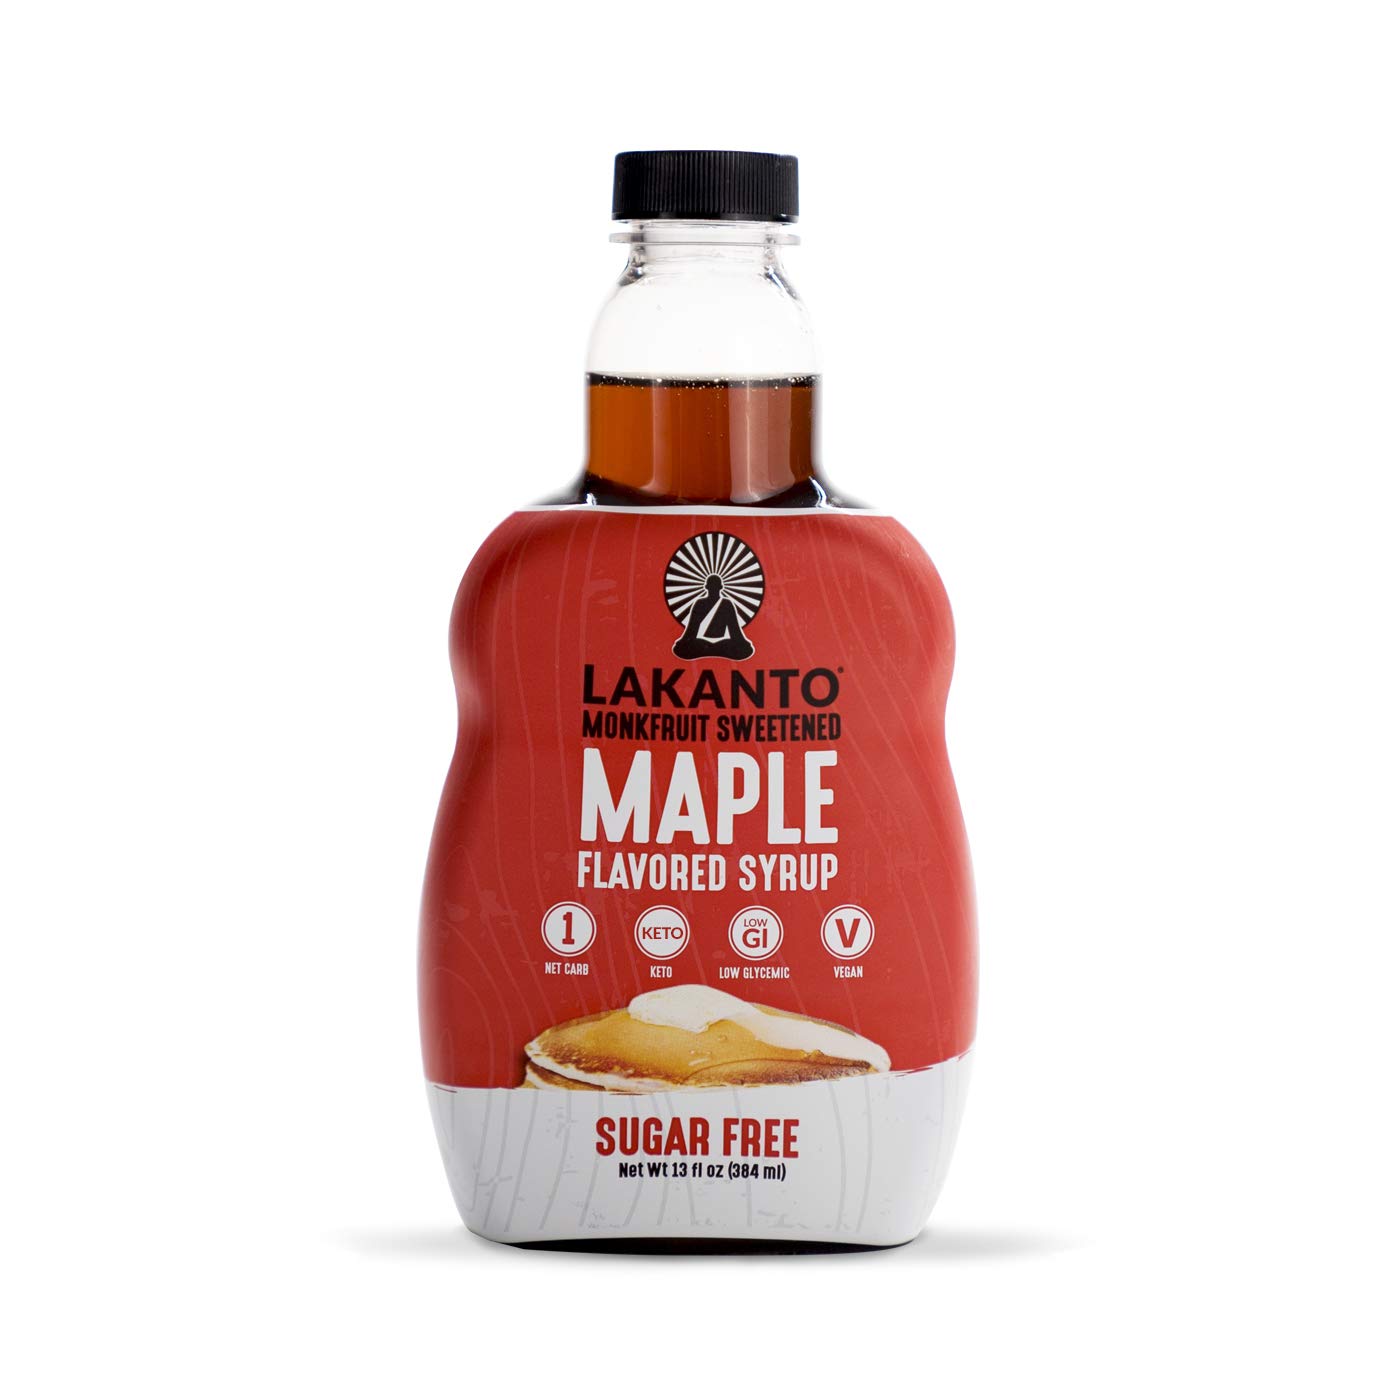 LAKANTO®
MONKFRUIT SWEETENED
MAPLE
FLAVORED SYRUP
1
NET CARB
KETO
KETO
LOW
GI
LOW GLYCEMIC
V
VEGAN
SUGAR FREE
Net Wt 13 fl oz (384 ml)